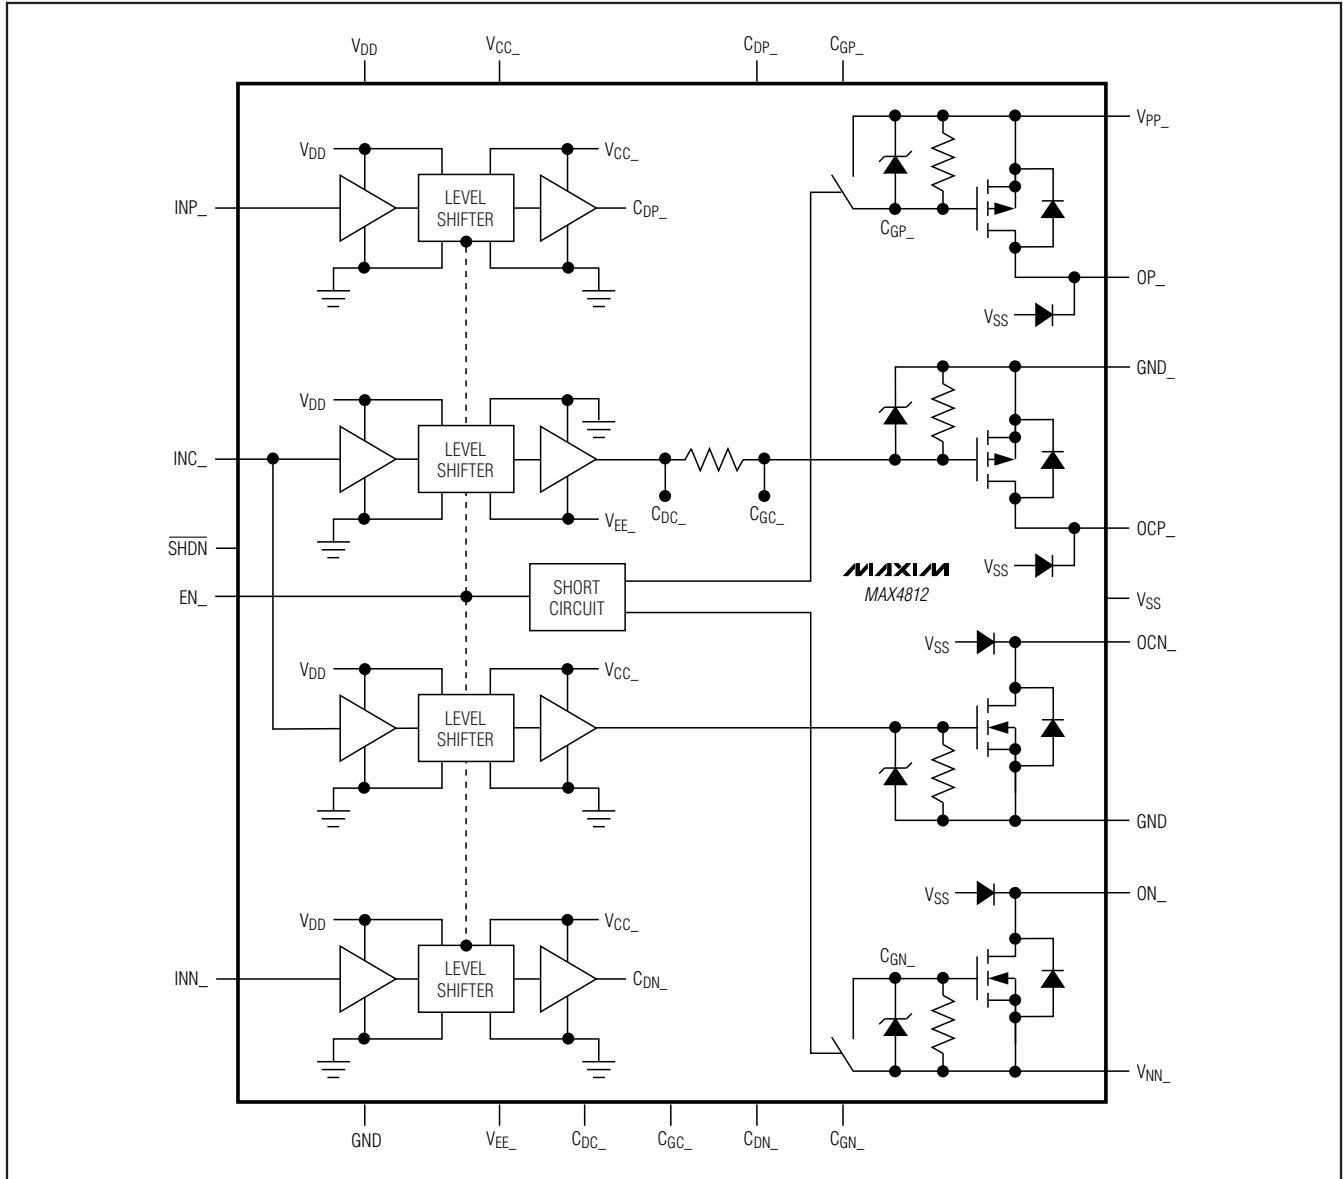 VDD VCC_ CDP_ CGP_
VPP_
VDD VCC_
INP_ LEVEL SHIFTER CDP_
CGP_
OP_
VSS
GND_
VDD
INC_ LEVEL SHIFTER
CDC_ CGC_
VEE_
OCP_
SHDN
VSS
MAXIM
MAX4812
EN_ SHORT CIRCUIT
VSS
VSS OCN_
VDD VCC_
LEVEL SHIFTER
GND
VSS ON_
VDD VCC_
CGN_
INN_ LEVEL SHIFTER CDN_
VNN_
GND VEE_ CDC_ CGC_ CDN_ CGN_